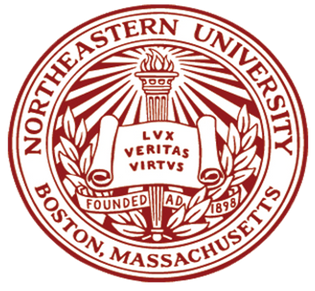 NORTHEASTERN UNIVERSITY
LVX
VERITAS
VIRTVS
FOUNDED AD 1898
BOSTON, MASSACHUSETTS